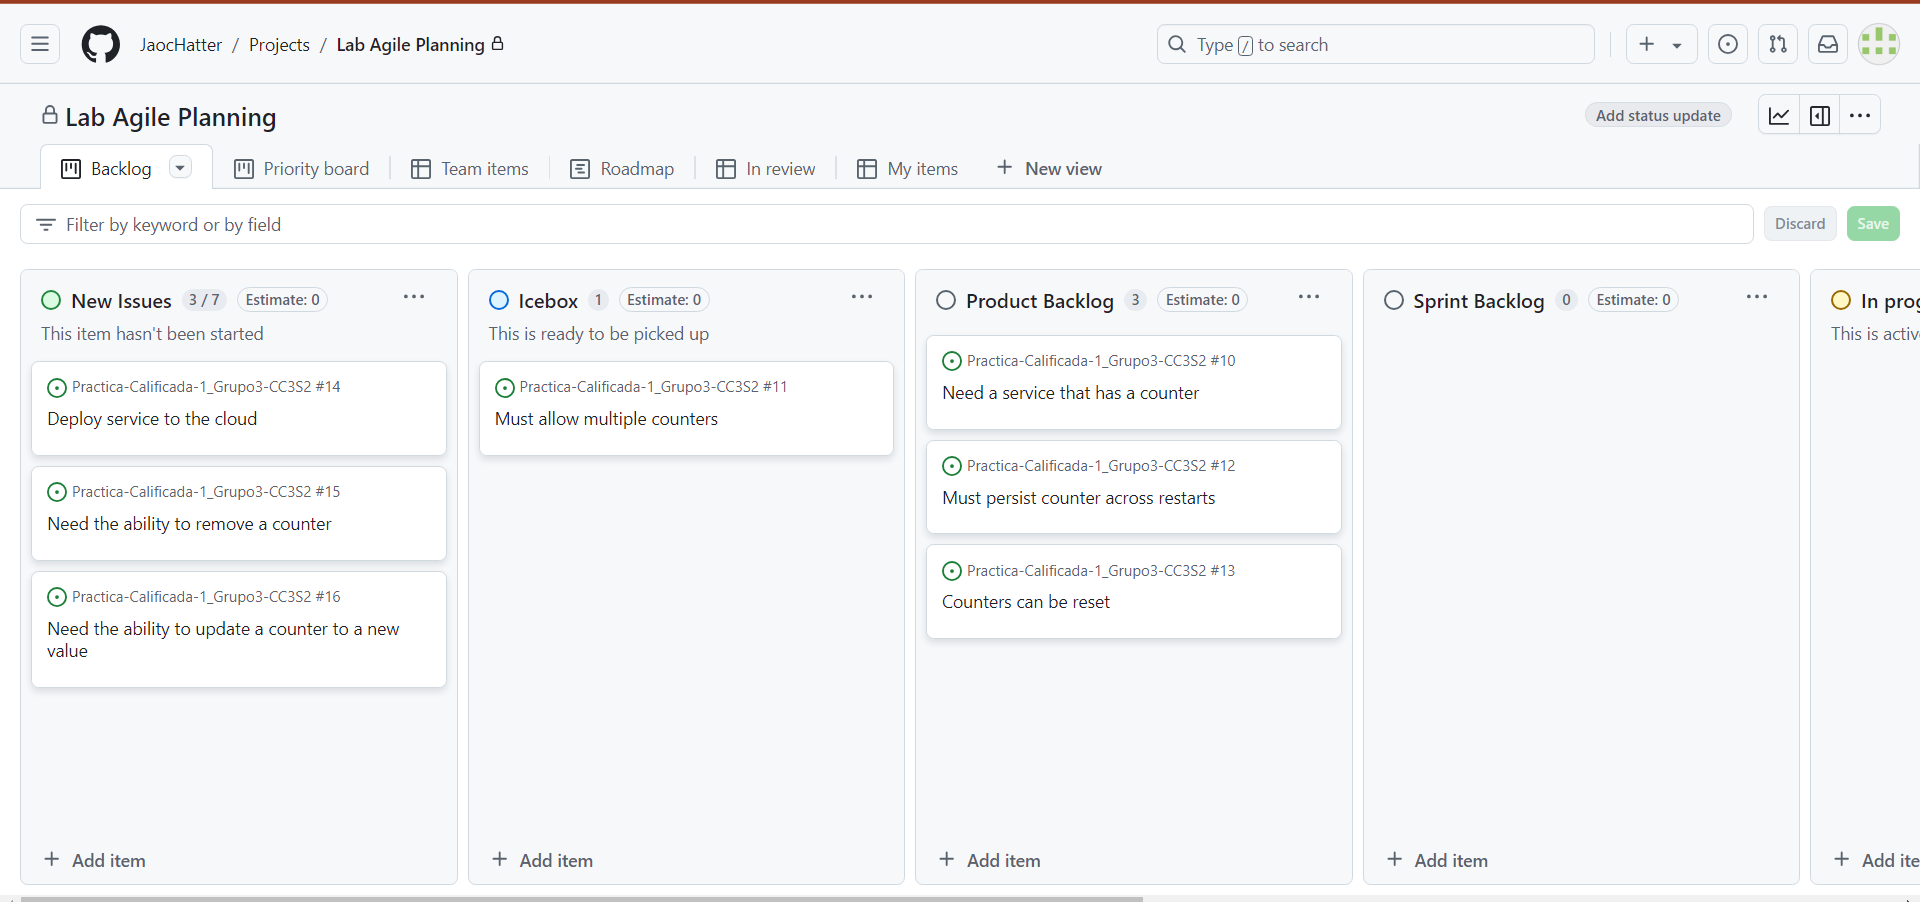 JaocHatter / Projects / Lab Agile Planning
Type / to search
Lab Agile Planning
Add status update
Backlog
Priority board
Team items
Roadmap
In review
My items
New view
Filter by keyword or by field
Discard
Save
New Issues 3 / 7 Estimate: 0
This item hasn't been started
Practica-Calificada-1_Grupo3-CC3S2 #14
Deploy service to the cloud
Practica-Calificada-1_Grupo3-CC3S2 #15
Need the ability to remove a counter
Practica-Calificada-1_Grupo3-CC3S2 #16
Need the ability to update a counter to a new
value
Add item
Icebox 1 Estimate: 0
This is ready to be picked up
Practica-Calificada-1_Grupo3-CC3S2 #11
Must allow multiple counters
Add item
Product Backlog 3 Estimate: 0
Practica-Calificada-1_Grupo3-CC3S2 #10
Need a service that has a counter
Practica-Calificada-1_Grupo3-CC3S2 #12
Must persist counter across restarts
Practica-Calificada-1_Grupo3-CC3S2 #13
Counters can be reset
Add item
Sprint Backlog 0 Estimate: 0
Add item
In prog
This is activ
Add ite